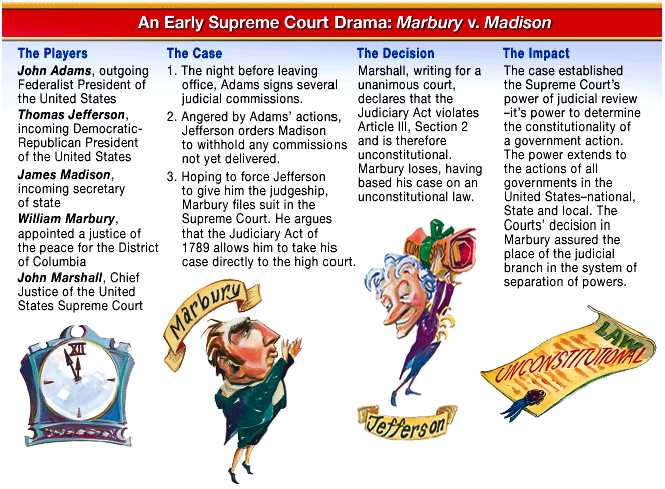 An Early Supreme Court Drama: Marbury v. Madison
The Players
John Adams, outgoing
Federalist President of
the United States
Thomas Jefferson,
incoming Democratic-
Republican President
of the United States
James Madison,
incoming secretary
of state
William Marbury,
appointed a justice of
the peace for the District
of Columbia
John Marshall, Chief
Justice of the United
States Supreme Court
XII
The Case
1. The night before leaving
office, Adams signs several
judicial commissions.
2. Angered by Adams' actions,
Jefferson orders Madison
to withhold any commissions
not yet delivered.
3. Hoping to force Jefferson
to give him the judgeship,
Marbury files suit in the
Supreme Court. He argues
that the Judiciary Act of
1789 allows him to take his
case directly to the high court.
Marbury
The Decision
Marshall, writing for a
unanimous court,
declares that the
Judiciary Act violates
Article III, Section 2
and is therefore
unconstitutional.
Marbury loses, having
based his case on an
unconstitutional law.
Jefferson
The Impact
The case established
the Supreme Court's
power of judicial review
–it's power to determine
the constitutionality of
a government action.
The power extends to
the actions of all
governments in the
United States–national,
State and local. The
Courts' decision in
Marbury assured the
place of the judicial
branch in the system of
separation of powers.
LAW
UNCONSTITUTIONAL